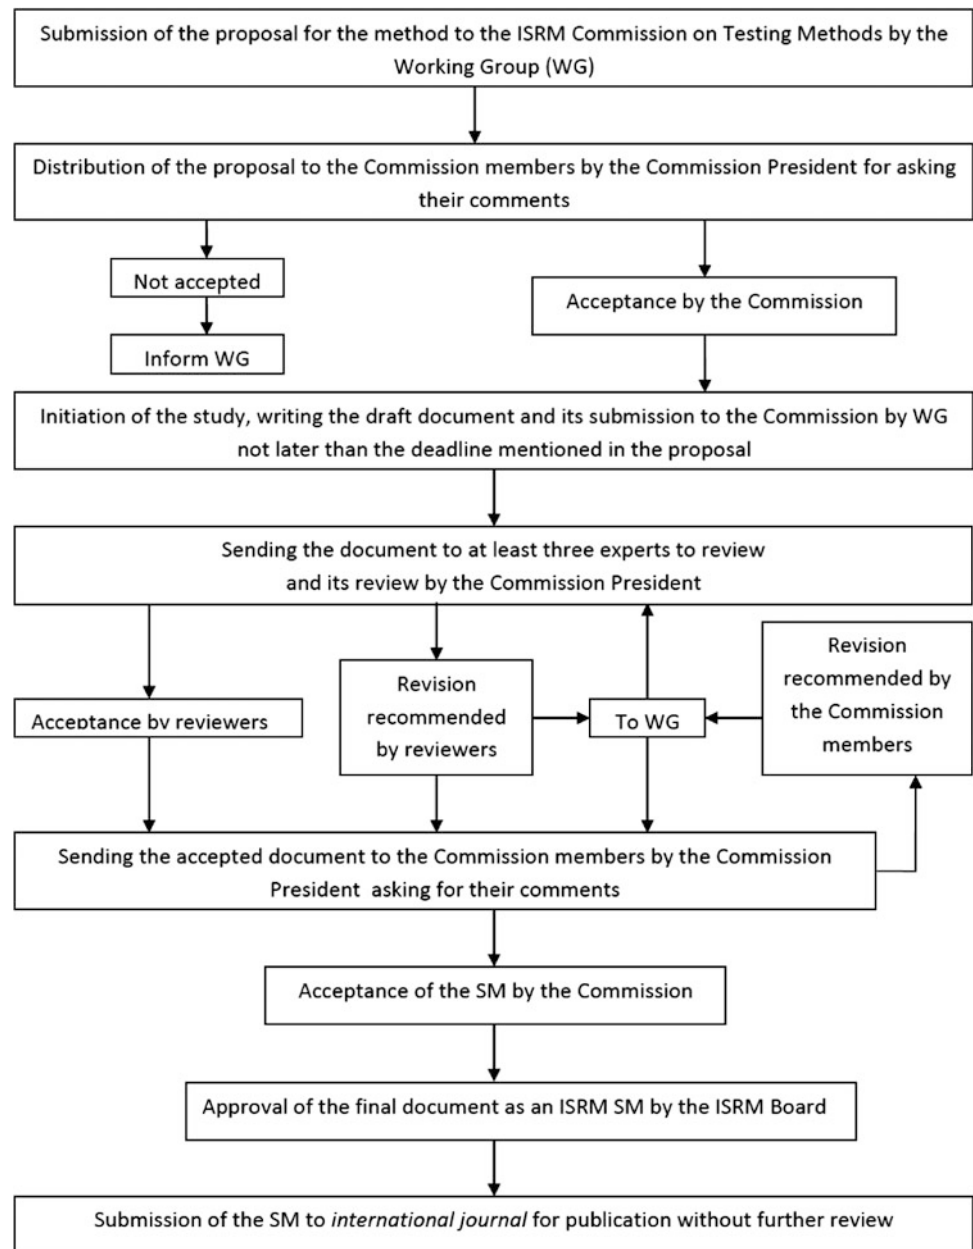 Submission of the proposal for the method to the ISRM Commission on Testing Methods by the
Working Group (WG)
Distribution of the proposal to the Commission members by the Commission President for asking
their comments
Not accepted
Acceptance by the Commission
Inform WG
Initiation of the study, writing the draft document and its submission to the Commission by WG
not later than the deadline mentioned in the proposal
Sending the document to at least three experts to review
and its review by the Commission President
Acceptance by reviewers
Revision
recommended
by reviewers
To WG
Revision
recommended by
the Commission
members
Sending the accepted document to the Commission members by the Commission
President asking for their comments
Acceptance of the SM by the Commission
Approval of the final document as an ISRM SM by the ISRM Board
Submission of the SM to international journal for publication without further review